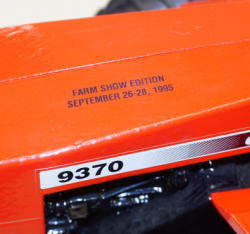 FARM SHOW EDITION
SEPTEMBER 26-28, 1995
9370